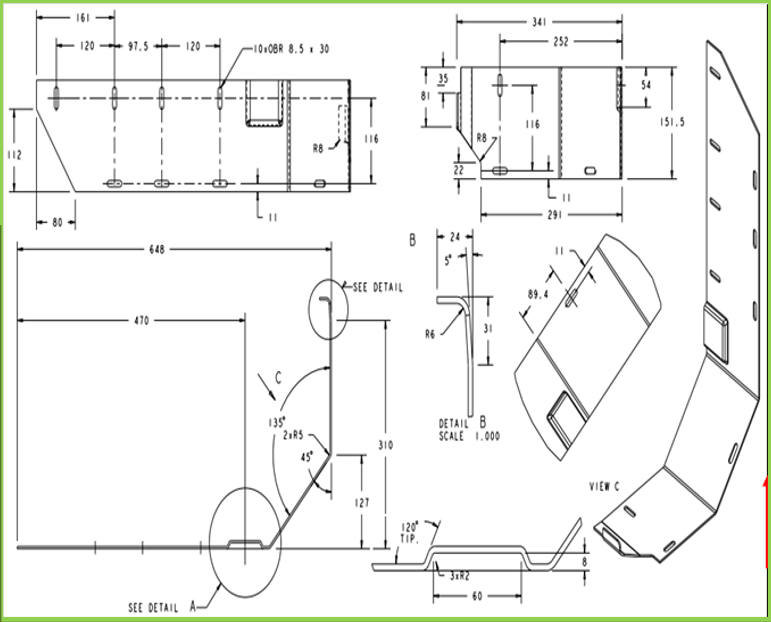 161
120
97,5
120
10xOBR 8.5 x 30
112
116
R8
80
11
341
252
35
81
54
116
151,5
R8
22
11
291
648
SEE DETAIL
470
C
135°
2xR5
45°
310
127
SEE DETAIL A
B
24
5°
31
R6
DETAIL B
SCALE 1.000
11
89.4
VIEW C
120°
TIP.
3xR2
8
60